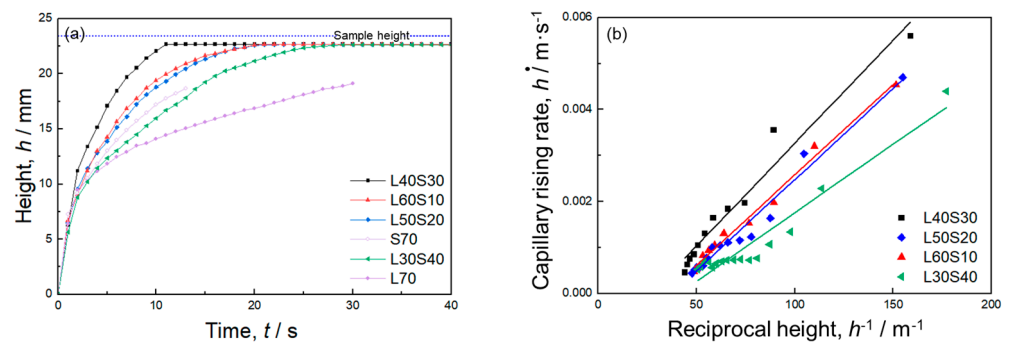 (a)
Sample height
Height, h / mm
25
20
15
10
5
0
L40S30
L60S10
L50S20
S70
L30S40
L70
0 10 20 30 40
Time, t / s
(b)
Capillary rising rate, ḣ / m·s-1
0.006
0.004
0.002
0.000
L40S30
L50S20
L60S10
L30S40
0 50 100 150 200
Reciprocal height, h-1 / m-1